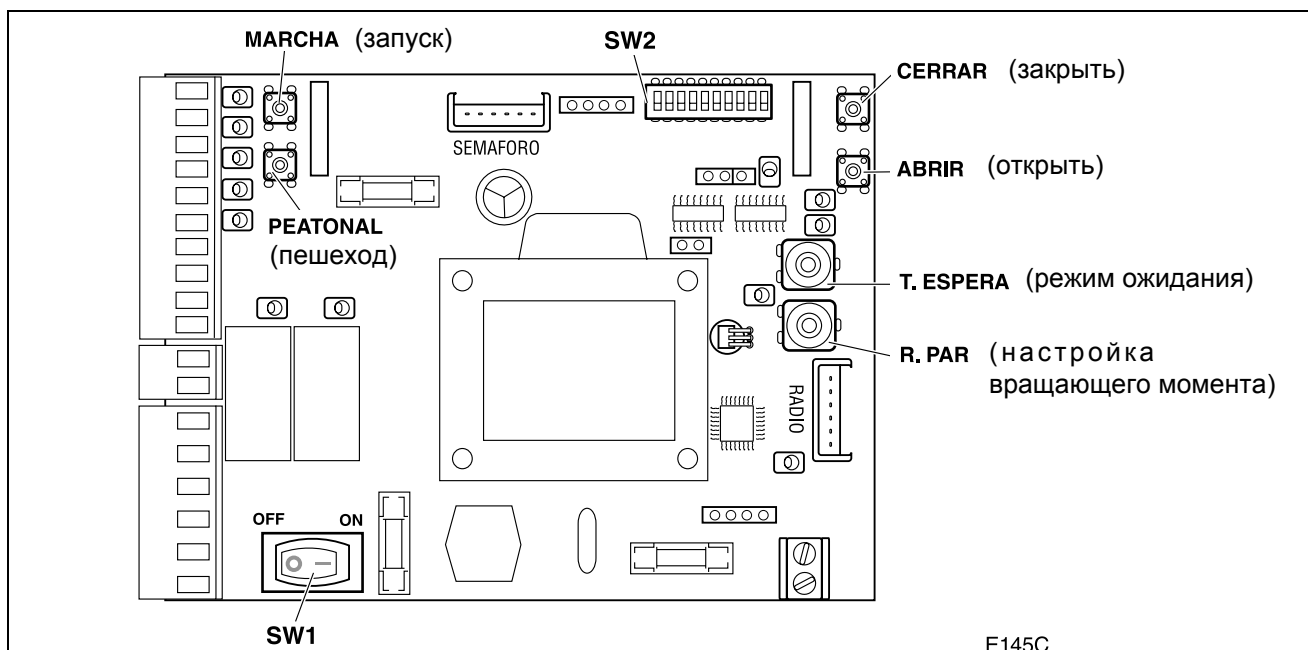 MARCHA (запуск)
SW2
CERRAR (закрыть)
SEMAFORO
ABRIR (открыть)
PEATONAL
(пешеход)
T. ESPERA (режим ожидания)
R. PAR (настройка
вращающего момента)
RADIO
OFF ON
SW1
E145C